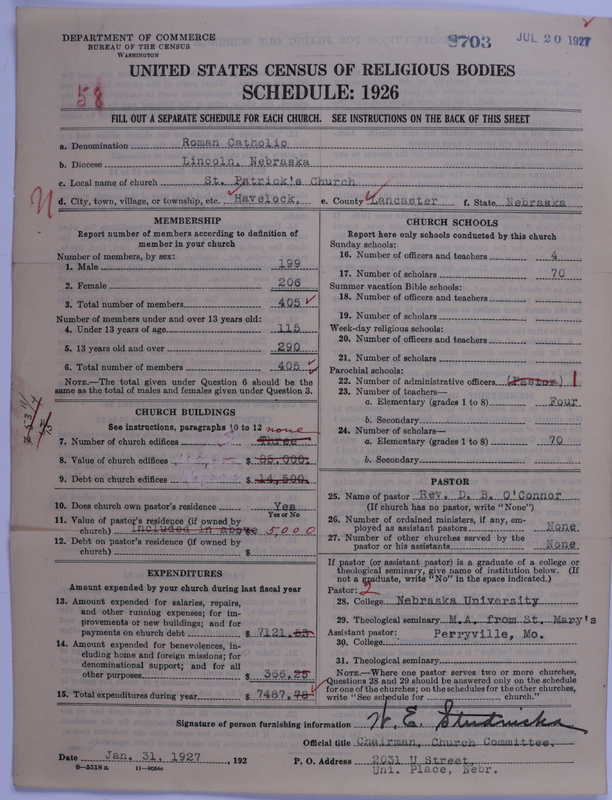 DEPARTMENT OF COMMERCE
BUREAU OF THE CENSUS
WASHINGTON
8703
JUL 20 1927
UNITED STATES CENSUS OF RELIGIOUS BODIES
SCHEDULE: 1926
58
FILL OUT A SEPARATE SCHEDULE FOR EACH CHURCH. SEE INSTRUCTIONS ON THE BACK OF THIS SHEET
a. Denomination Roman Catholic
b. Diocese Lincoln, Nebraska
c. Local name of church St. Patrick's Church
d. City, town, village, or township, etc. Havelock, e. County Lancaster f. State Nebraska
MEMBERSHIP
Report number of members according to definition of
member in your church
Number of members, by sex:
1. Male 199
2. Female 206
3. Total number of members 405
Number of members under and over 13 years old:
4. Under 13 years of age 115
5. 13 years old and over 290
6. Total number of members 405
NOTE.—The total given under Question 6 should be the
same as the total of males and females given under Question 3.
CHURCH BUILDINGS
See instructions, paragraphs 10 to 12 none
7. Number of church edifices Three
8. Value of church edifices $ 85,000.
9. Debt on church edifices $ 14,500.
10. Does church own pastor's residence Yes
Yes or No
11. Value of pastor's residence (if owned by
church) Included in above 5,000
12. Debt on pastor's residence (if owned by
church) $
EXPENDITURES
Amount expended by your church during last fiscal year
13. Amount expended for salaries, repairs,
and other running expenses; for im-
provements or new buildings; and for
payments on church debt $ 7121.53
14. Amount expended for benevolences, in-
cluding home and foreign missions; for
denominational support; and for all
other purposes $ 366.25
15. Total expenditures during year $ 7487.78
CHURCH SCHOOLS
Report here only schools conducted by this church
Sunday schools:
16. Number of officers and teachers 4
17. Number of scholars 70
Summer vacation Bible schools:
18. Number of officers and teachers
19. Number of scholars
Week-day religious schools:
20. Number of officers and teachers
21. Number of scholars
Parochial schools:
22. Number of administrative officers (Pastor) 1
23. Number of teachers—
a. Elementary (grades 1 to 8) Four
b. Secondary
24. Number of scholars—
a. Elementary (grades 1 to 8) 70
b. Secondary
PASTOR
25. Name of pastor Rev. D. B. O'Connor
(If church has no pastor, write "None")
26. Number of ordained ministers, if any, em-
ployed as assistant pastors None
27. Number of other churches served by the
pastor or his assistants None
If pastor (or assistant pastor) is a graduate of a college or
theological seminary, give name of institution below. (If
not a graduate, write "No" in the space indicated.)
Pastor: 2
28. College Nebraska University
29. Theological seminary M.A. from St. Mary's
Assistant pastor: Perryville, Mo.
30. College
31. Theological seminary
NOTE.—Where one pastor serves two or more churches,
Questions 28 and 29 should be answered only on the schedule
for one of the churches; on the schedules for the other churches,
write "See schedule for church."
Signature of person furnishing information W. E. Studnicka
Official title Chairman, Church Committee.
Date Jan. 31. 1927, 192 P. O. Address 2031 U Street,
8—5518 a Uni. Place, Nebr.